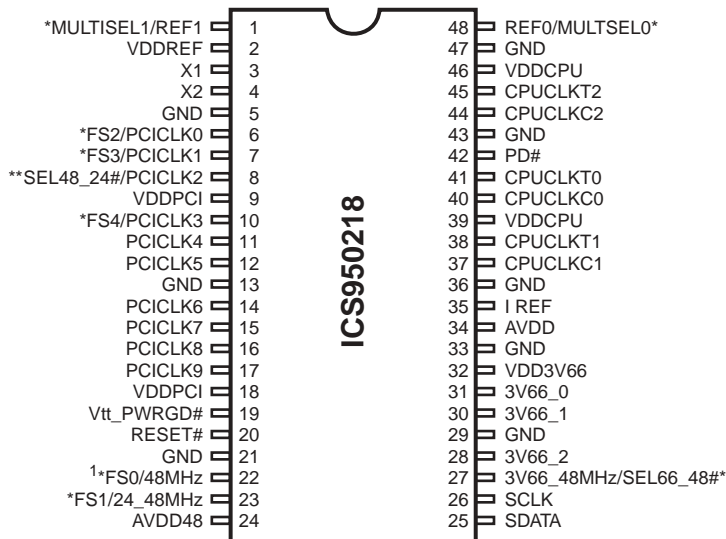 *MULTISEL1/REF1 1 48 REF0/MULTSEL0*
VDDREF 2 47 GND
X1 3 46 VDDCPU
X2 4 45 CPUCLKT2
GND 5 44 CPUCLKC2
*FS2/PCICLK0 6 43 GND
*FS3/PCICLK1 7 42 PD#
**SEL48_24#/PCICLK2 8 41 CPUCLKT0
VDDPCI 9 40 CPUCLKC0
*FS4/PCICLK3 10 39 VDDCPU
PCICLK4 11 38 CPUCLKT1
PCICLK5 12 37 CPUCLKC1
GND 13 36 GND
PCICLK6 14 35 I REF
PCICLK7 15 34 AVDD
PCICLK8 16 33 GND
PCICLK9 17 32 VDD3V66
VDDPCI 18 31 3V66_0
Vtt_PWRGD# 19 30 3V66_1
RESET# 20 29 GND
GND 21 28 3V66_2
1*FS0/48MHz 22 27 3V66_48MHz/SEL66_48#*
*FS1/24_48MHz 23 26 SCLK
AVDD48 24 25 SDATA
ICS950218